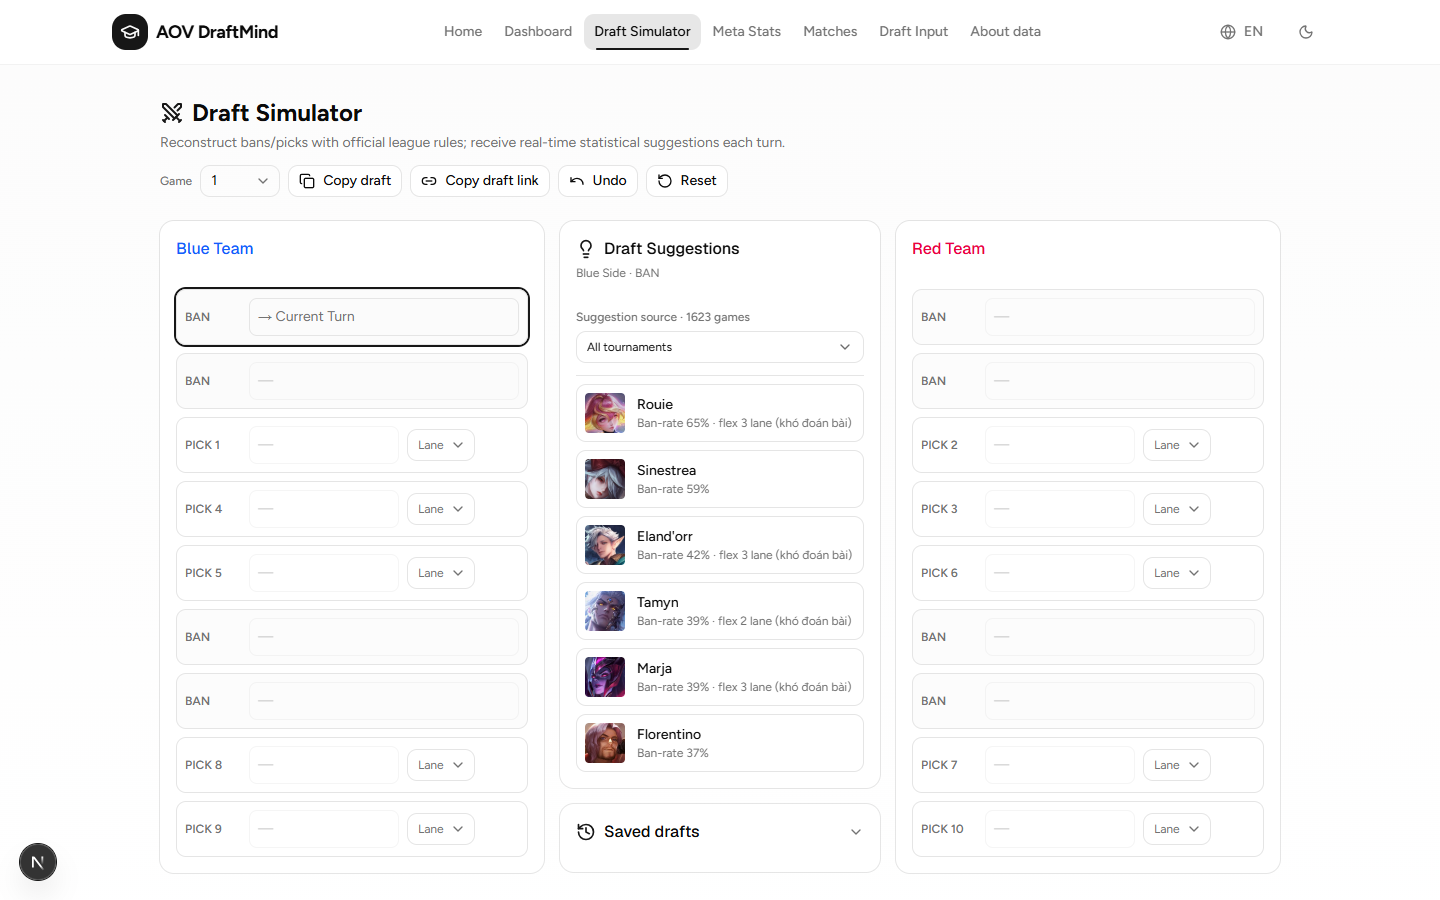 AOV DraftMind
Home Dashboard Draft Simulator Meta Stats Matches Draft Input About data
EN
Draft Simulator
Reconstruct bans/picks with official league rules; receive real-time statistical suggestions each turn.
Game 1 Copy draft Copy draft link Undo Reset
Blue Team
BAN → Current Turn
BAN —
PICK 1 — Lane
PICK 4 — Lane
PICK 5 — Lane
BAN —
BAN —
PICK 8 — Lane
PICK 9 — Lane
Draft Suggestions
Blue Side · BAN
Suggestion source · 1623 games
All tournaments
Rouie
Ban-rate 65% · flex 3 lane (khó đoán bài)
Sinestrea
Ban-rate 59%
Eland'orr
Ban-rate 42% · flex 3 lane (khó đoán bài)
Tamyn
Ban-rate 39% · flex 2 lane (khó đoán bài)
Marja
Ban-rate 39% · flex 3 lane (khó đoán bài)
Florentino
Ban-rate 37%
Saved drafts
Red Team
BAN —
BAN —
PICK 2 — Lane
PICK 3 — Lane
PICK 6 — Lane
BAN —
BAN —
PICK 7 — Lane
PICK 10 — Lane
N